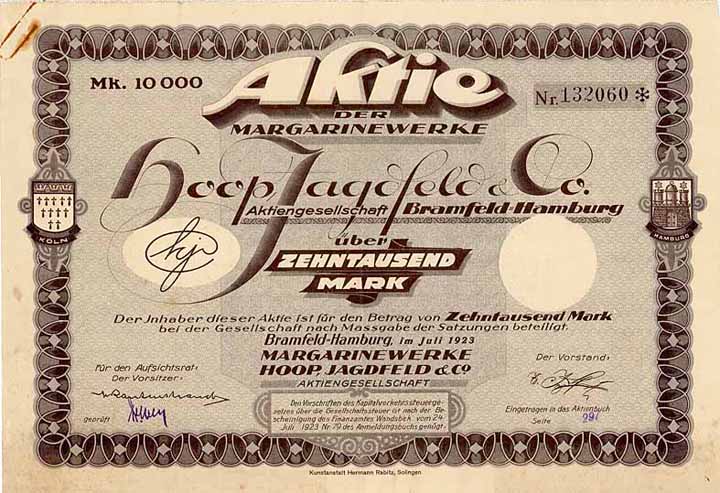 Mk. 10 000
Aktie
Nr. 132060 *
DER
MARGARINEWERKE
Hoop, Jagdfeld & Co.
Aktiengesellschaft Bramfeld-Hamburg
KÖLN
HAMBURG
über
ZEHNTAUSEND
MARK
Der Inhaber dieser Aktie ist für den Betrag von Zehntausend Mark
bei der Gesellschaft nach Massgabe der Satzungen beteiligt.
Bramfeld-Hamburg, im Juli 1923
MARGARINEWERKE
HOOP, JAGDFELD & Co
AKTIENGESELLSCHAFT
Für den Aufsichtsrat:
Der Vorsitzer:
Der Vorstand:
geprüft
Den Vorschriften des Kapitalverkehrssteuerge-
setzes über die Gesellschaftssteuer ist nach der Be-
scheinigung des Finanzamtes Wandsbek vom 24.
Juli 1923 Nr. 79 des Anmeldungsbuchs genügt.
Eingetragen in das Aktienbuch
Seite 291
Kunstanstalt Hermann Rabitz, Solingen